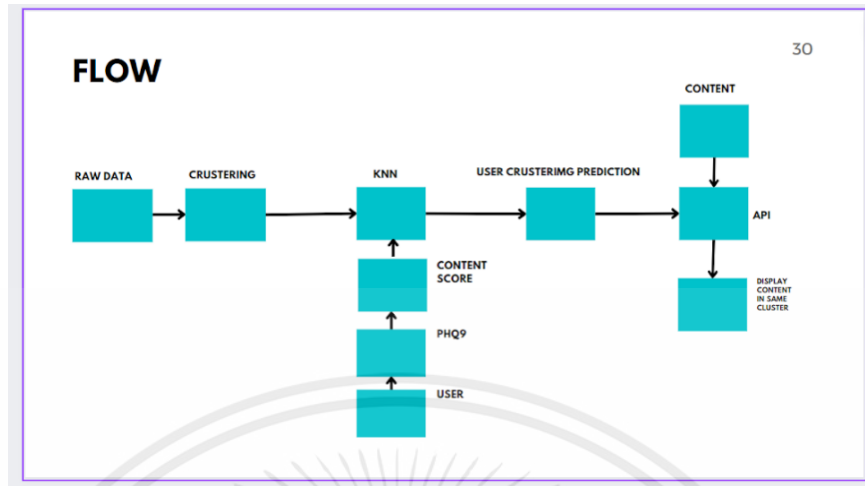 30
FLOW
CONTENT
RAW DATA
CRUSTERING
KNN
USER CRUSTERIMG PREDICTION
API
CONTENT
SCORE
DISPLAY
CONTENT
IN SAME
CLUSTER
PHQ9
USER